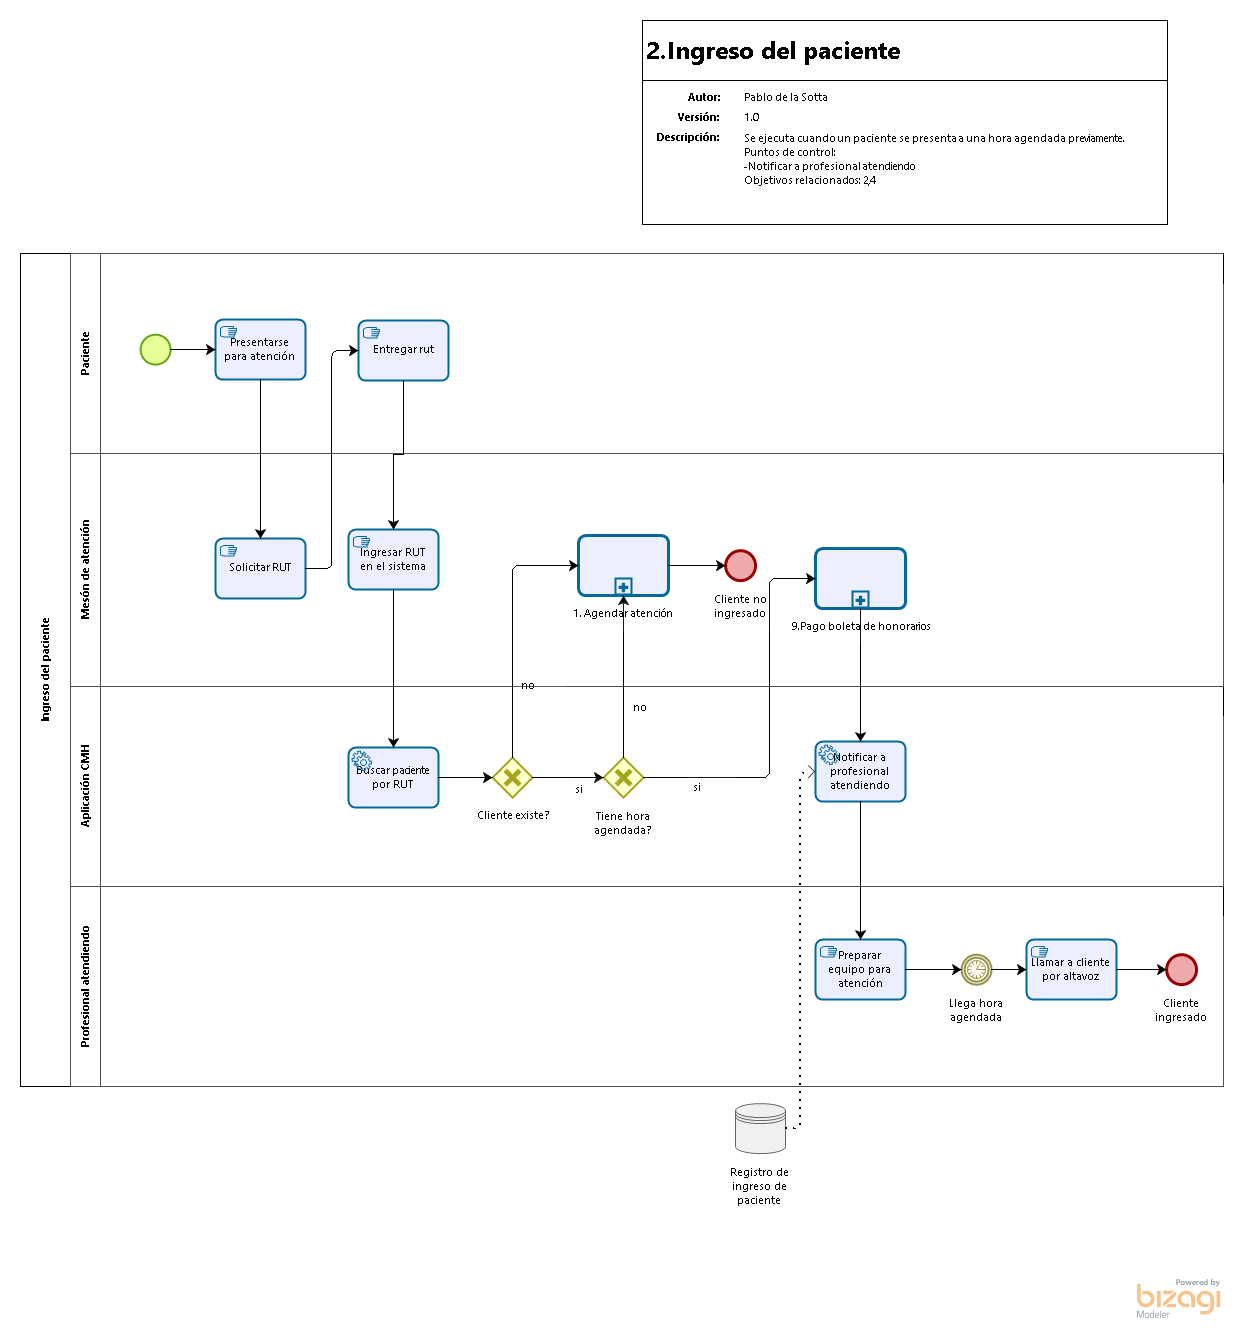 2.Ingreso del paciente
Autor: Pablo de la Sotta
Versión: 1.0
Descripción: Se ejecuta cuando un paciente se presenta a una hora agendada previamente.
Puntos de control:
-Notificar a profesional atendiendo
Objetivos relacionados: 2,4
Ingreso del paciente
Paciente
Presentarse
para atención
Entregar rut
Mesón de atención
Solicitar RUT
Ingresar RUT
en el sistema
1. Agendar atención
Cliente no
ingresado
9.Pago boleta de honorarios
no
no
Aplicación CMH
Buscar paciente
por RUT
Cliente existe?
si
Tiene hora
agendada?
si
Notificar a
profesional
atendiendo
Profesional atendiendo
Preparar
equipo para
atención
Llega hora
agendada
Llamar a cliente
por altavoz
Cliente
ingresado
Registro de
ingreso de
paciente
Powered by
bizagi
Modeler